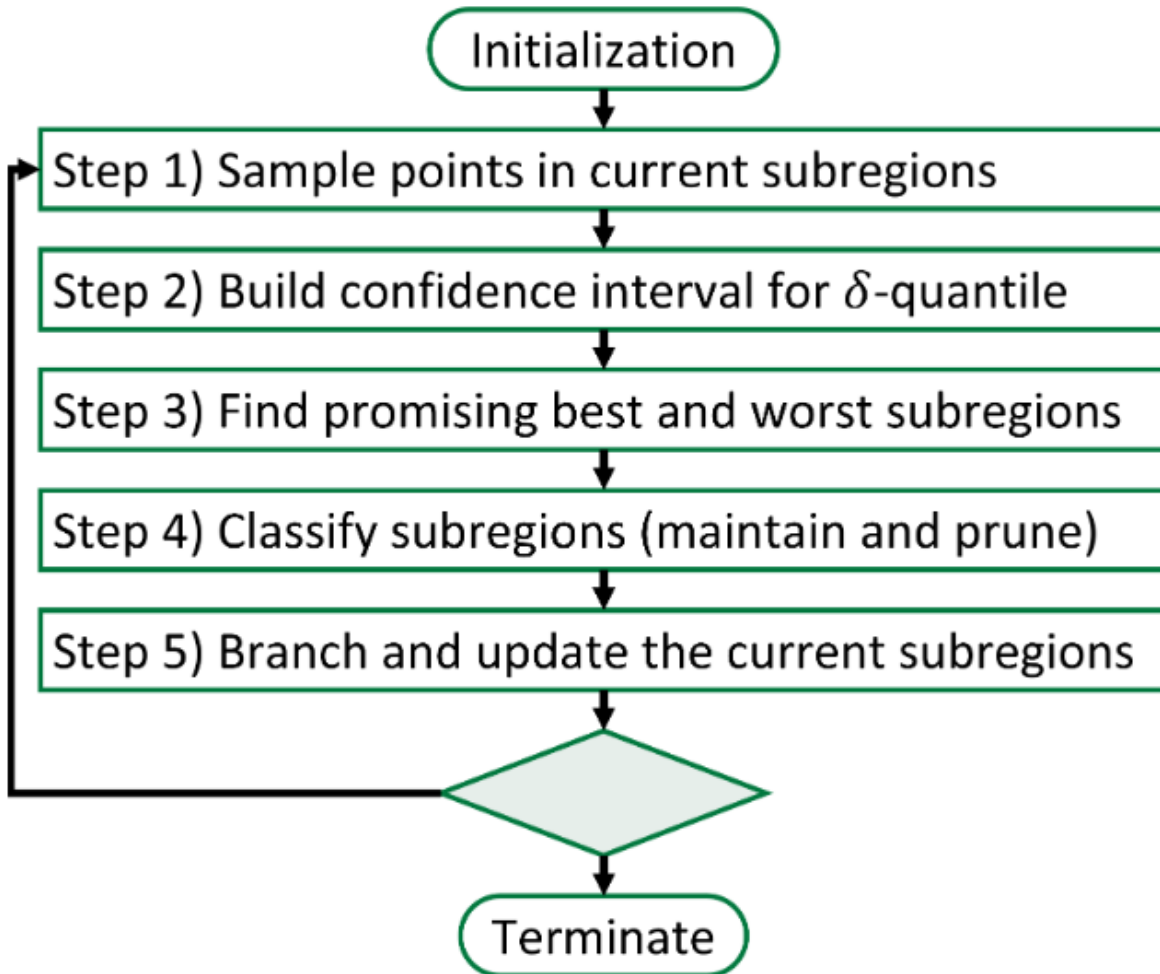 Initialization
Step 1) Sample points in current subregions
Step 2) Build confidence interval for δ-quantile
Step 3) Find promising best and worst subregions
Step 4) Classify subregions (maintain and prune)
Step 5) Branch and update the current subregions
Terminate